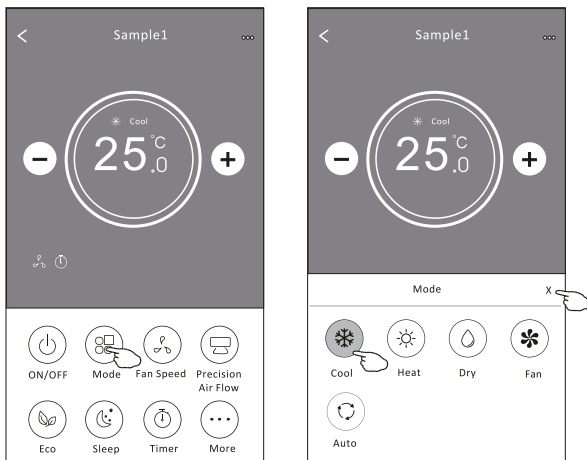 Sample1
Cool
25.0°C
ON/OFF
Mode
Fan Speed
Precision
Air Flow
Eco
Sleep
Timer
More
Sample1
Cool
25.0°C
Mode X
Cool
Heat
Dry
Fan
Auto